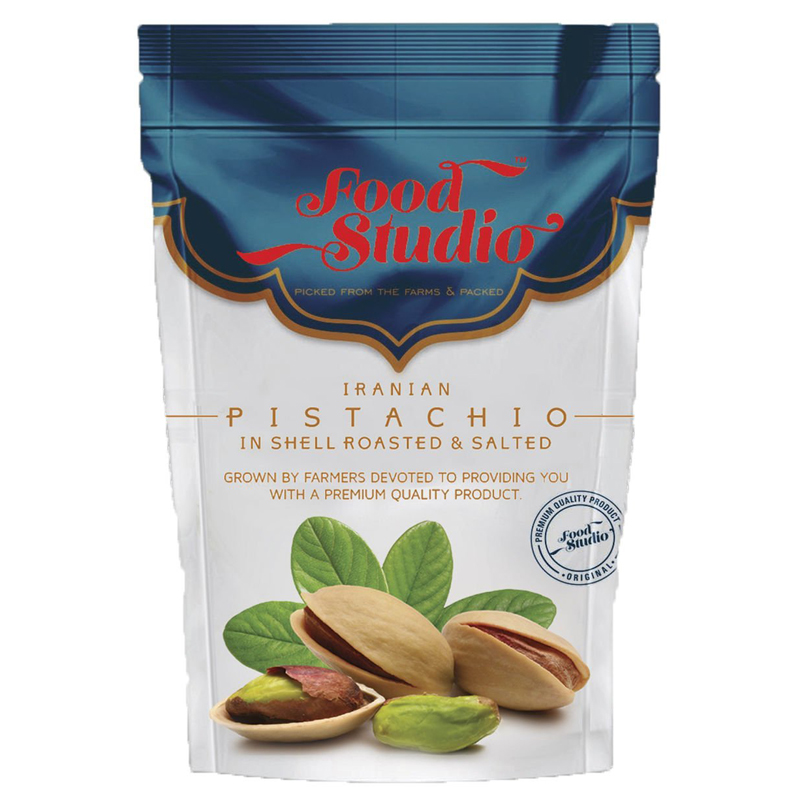 Food
Studio
PICKED FROM THE FARMS & PACKED
IRANIAN
PISTACHIO
IN SHELL ROASTED & SALTED
GROWN BY FARMERS DEVOTED TO PROVIDING YOU
WITH A PREMIUM QUALITY PRODUCT.
PREMIUM QUALITY PRODUCT
Food
Studio
• ORIGINAL •